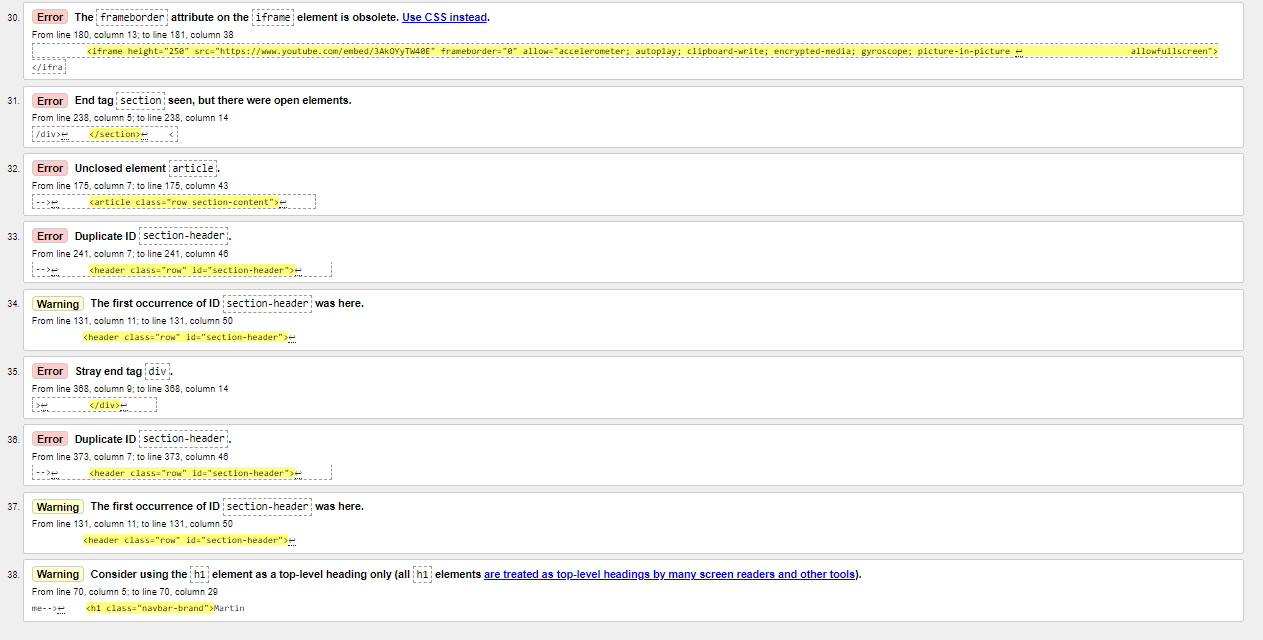 30. Error The frameborder attribute on the iframe element is obsolete. Use CSS instead.
From line 180, column 13; to line 181, column 38
<iframe height="250" src="https://www.youtube.com/embed/3AkOYyTW40E" frameborder="0" allow="accelerometer; autoplay; clipboard-write; encrypted-media; gyroscope; picture-in-picture ↩ allowfullscreen">
</ifra
31. Error End tag section seen, but there were open elements.
From line 238, column 5; to line 238, column 14
/div>↩ </section>↩ <
32. Error Unclosed element article.
From line 175, column 7; to line 175, column 43
-->↩ <article class="row section-content">↩
33. Error Duplicate ID section-header.
From line 241, column 7; to line 241, column 46
-->↩ <header class="row" id="section-header">↩
34. Warning The first occurrence of ID section-header was here.
From line 131, column 11; to line 131, column 50
<header class="row" id="section-header">↩
35. Error Stray end tag div.
From line 368, column 9; to line 368, column 14
>↩ </div>↩
36. Error Duplicate ID section-header.
From line 373, column 7; to line 373, column 46
-->↩ <header class="row" id="section-header">↩
37. Warning The first occurrence of ID section-header was here.
From line 131, column 11; to line 131, column 50
<header class="row" id="section-header">↩
38. Warning Consider using the h1 element as a top-level heading only (all h1 elements are treated as top-level headings by many screen readers and other tools).
From line 70, column 5; to line 70, column 29
me-->↩ <h1 class="navbar-brand">Martin